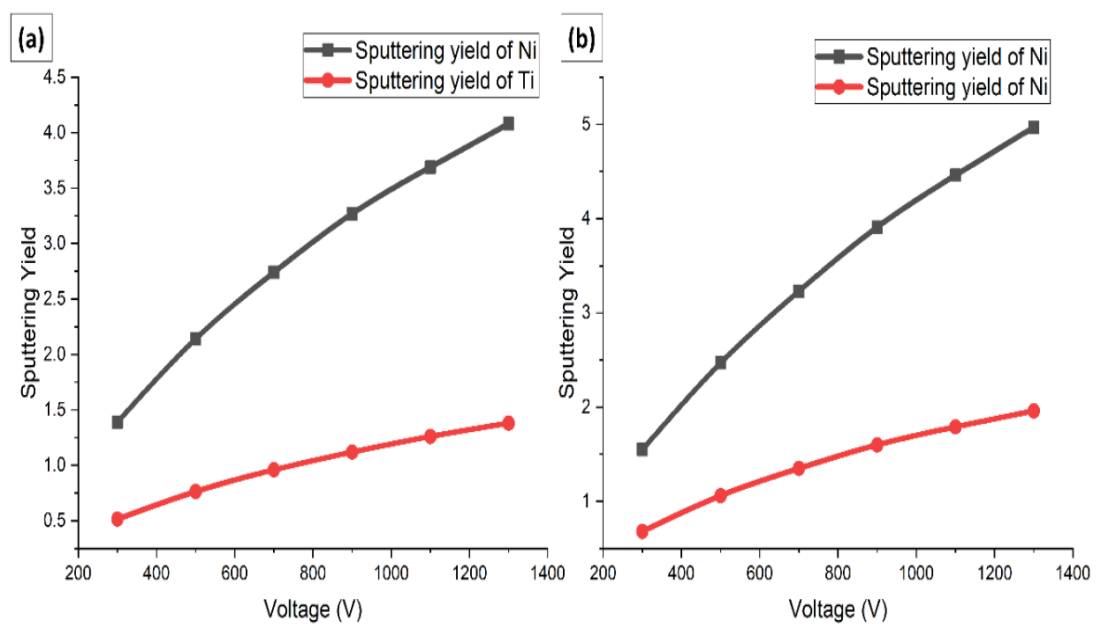 (a)
Sputtering yield of Ni
Sputtering yield of Ti
4.5
4.0
3.5
3.0
2.5
2.0
1.5
1.0
0.5
Sputtering Yield
200 400 600 800 1000 1200 1400
Voltage (V)
(b)
Sputtering yield of Ni
Sputtering yield of Ni
5
4
3
2
1
Sputtering Yield
200 400 600 800 1000 1200 1400
Voltage (V)